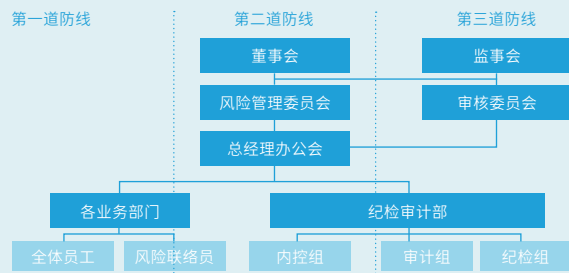 第一道防线
第二道防线
第三道防线
董事会
监事会
风险管理委员会
审核委员会
总经理办公会
各业务部门
纪检审计部
全体员工
风险联络员
内控组
审计组
纪检组